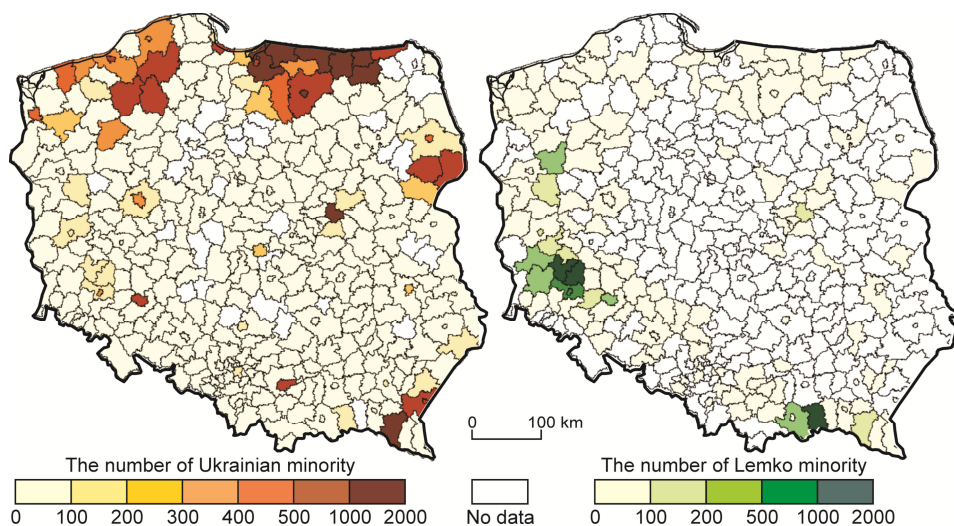 0 100 km
The number of Ukrainian minority
0 100 200 300 400 500 1000 2000
No data
The number of Lemko minority
0 100 200 500 1000 2000